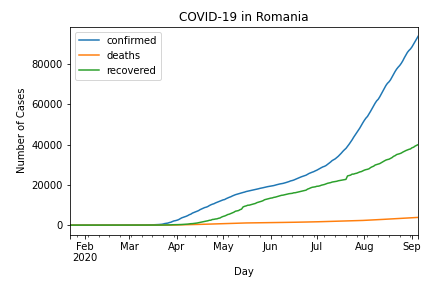 COVID-19 in Romania
confirmed
deaths
recovered
Number of Cases
80000
60000
40000
20000
0
Feb Mar Apr May Jun Jul Aug Sep
2020
Day